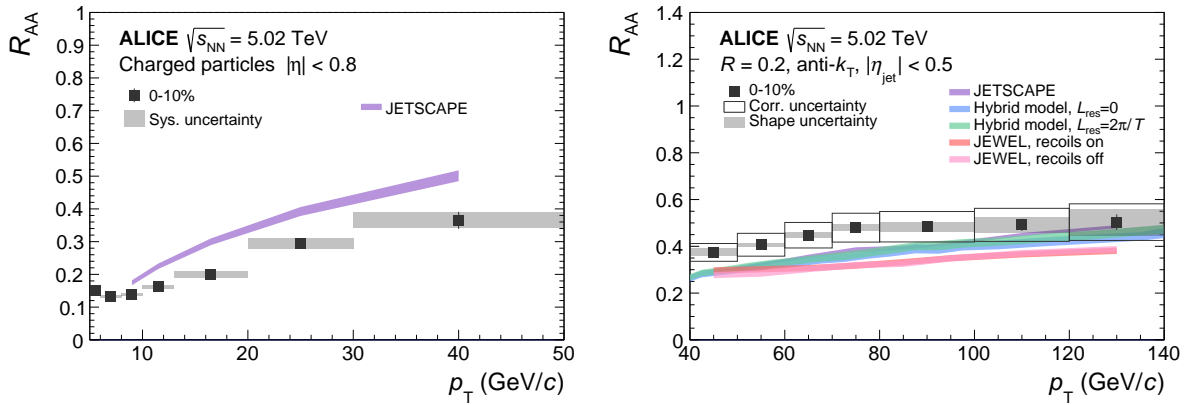 R_AA
1
0.9
0.8
0.7
0.6
0.5
0.4
0.3
0.2
0.1
0
ALICE √s_NN = 5.02 TeV
Charged particles |η| < 0.8
0-10%
Sys. uncertainty
JETSCAPE
10
20
30
40
50
p_T (GeV/c)
R_AA
1.4
1.2
1
0.8
0.6
0.4
0.2
0
ALICE √s_NN = 5.02 TeV
R = 0.2, anti-k_T, |η_jet| < 0.5
0-10%
Corr. uncertainty
Shape uncertainty
JETSCAPE
Hybrid model, L_res=0
Hybrid model, L_res=2π/T
JEWEL, recoils on
JEWEL, recoils off
40
60
80
100
120
140
p_T (GeV/c)